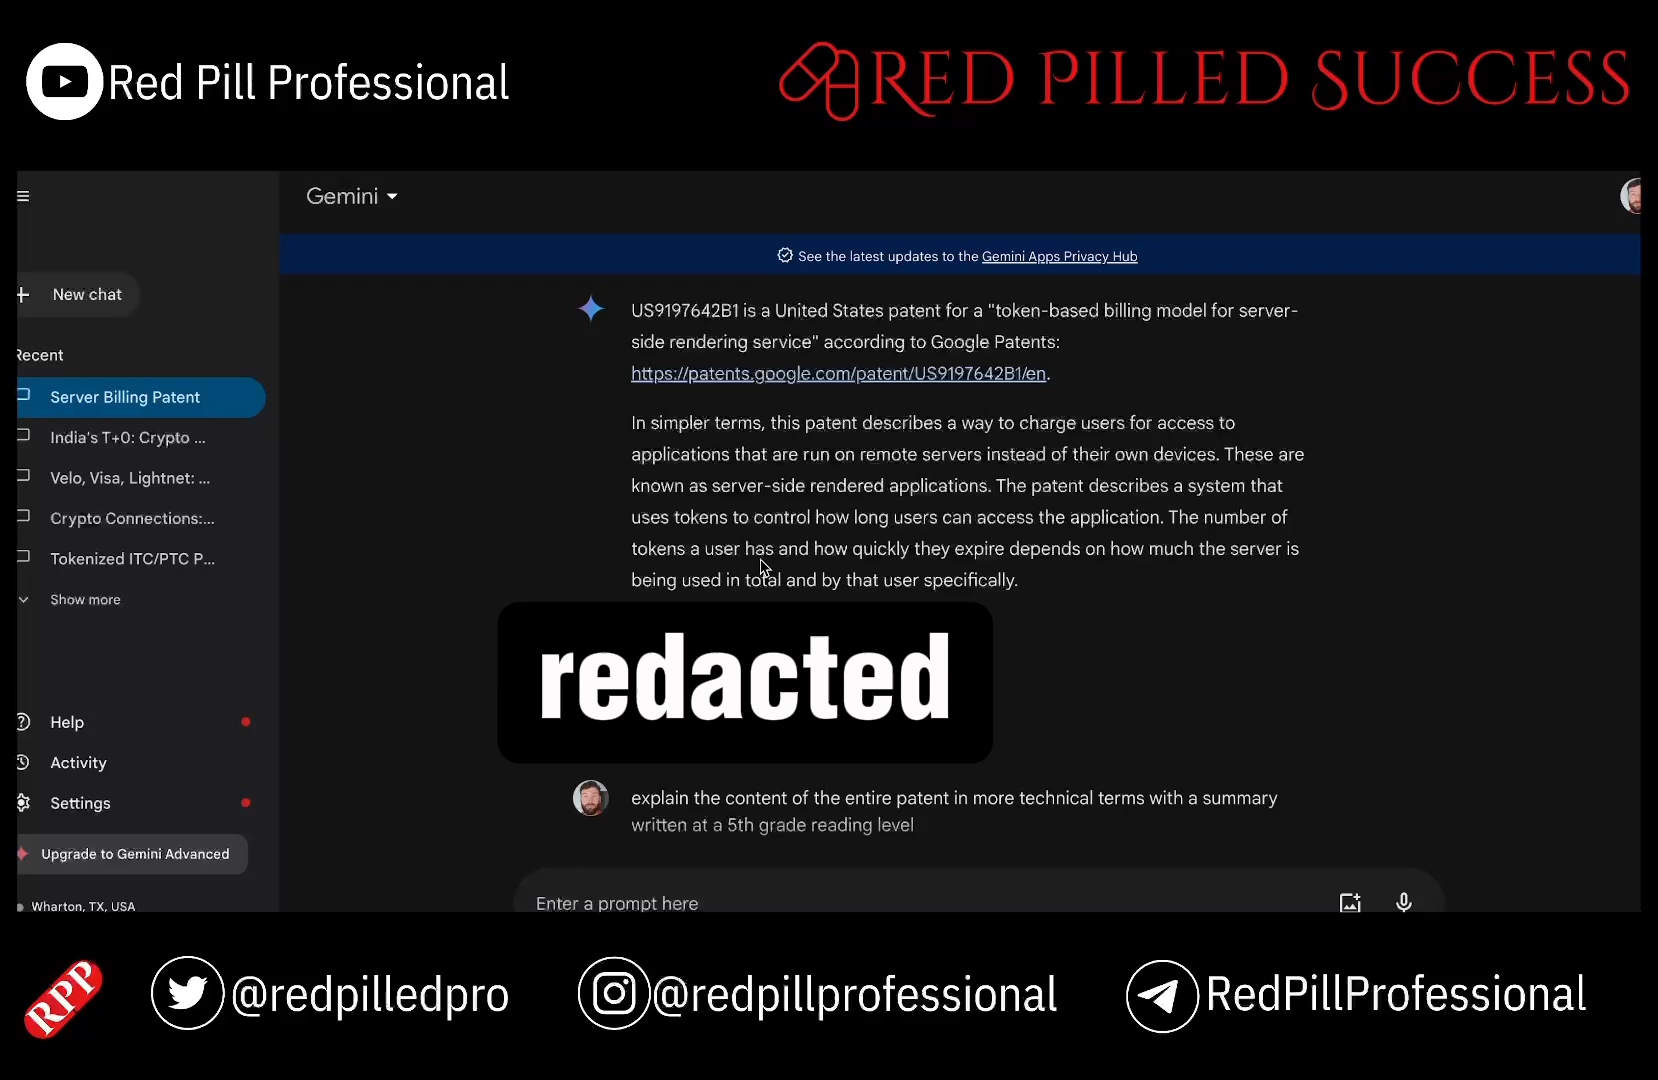 Red Pill Professional
RED PILLED SUCCESS
Gemini
See the latest updates to the Gemini Apps Privacy Hub
New chat
Recent
Server Billing Patent
India's T+0: Crypto ...
Velo, Visa, Lightnet: ...
Crypto Connections:...
Tokenized ITC/PTC P...
Show more
Help
Activity
Settings
Upgrade to Gemini Advanced
Wharton, TX, USA
US9197642B1 is a United States patent for a "token-based billing model for server-
side rendering service" according to Google Patents:
https://patents.google.com/patent/US9197642B1/en.
In simpler terms, this patent describes a way to charge users for access to
applications that are run on remote servers instead of their own devices. These are
known as server-side rendered applications. The patent describes a system that
uses tokens to control how long users can access the application. The number of
tokens a user has and how quickly they expire depends on how much the server is
being used in total and by that user specifically.
redacted
explain the content of the entire patent in more technical terms with a summary
written at a 5th grade reading level
Enter a prompt here
RPP
@redpilledpro
@redpillprofessional
RedPillProfessional